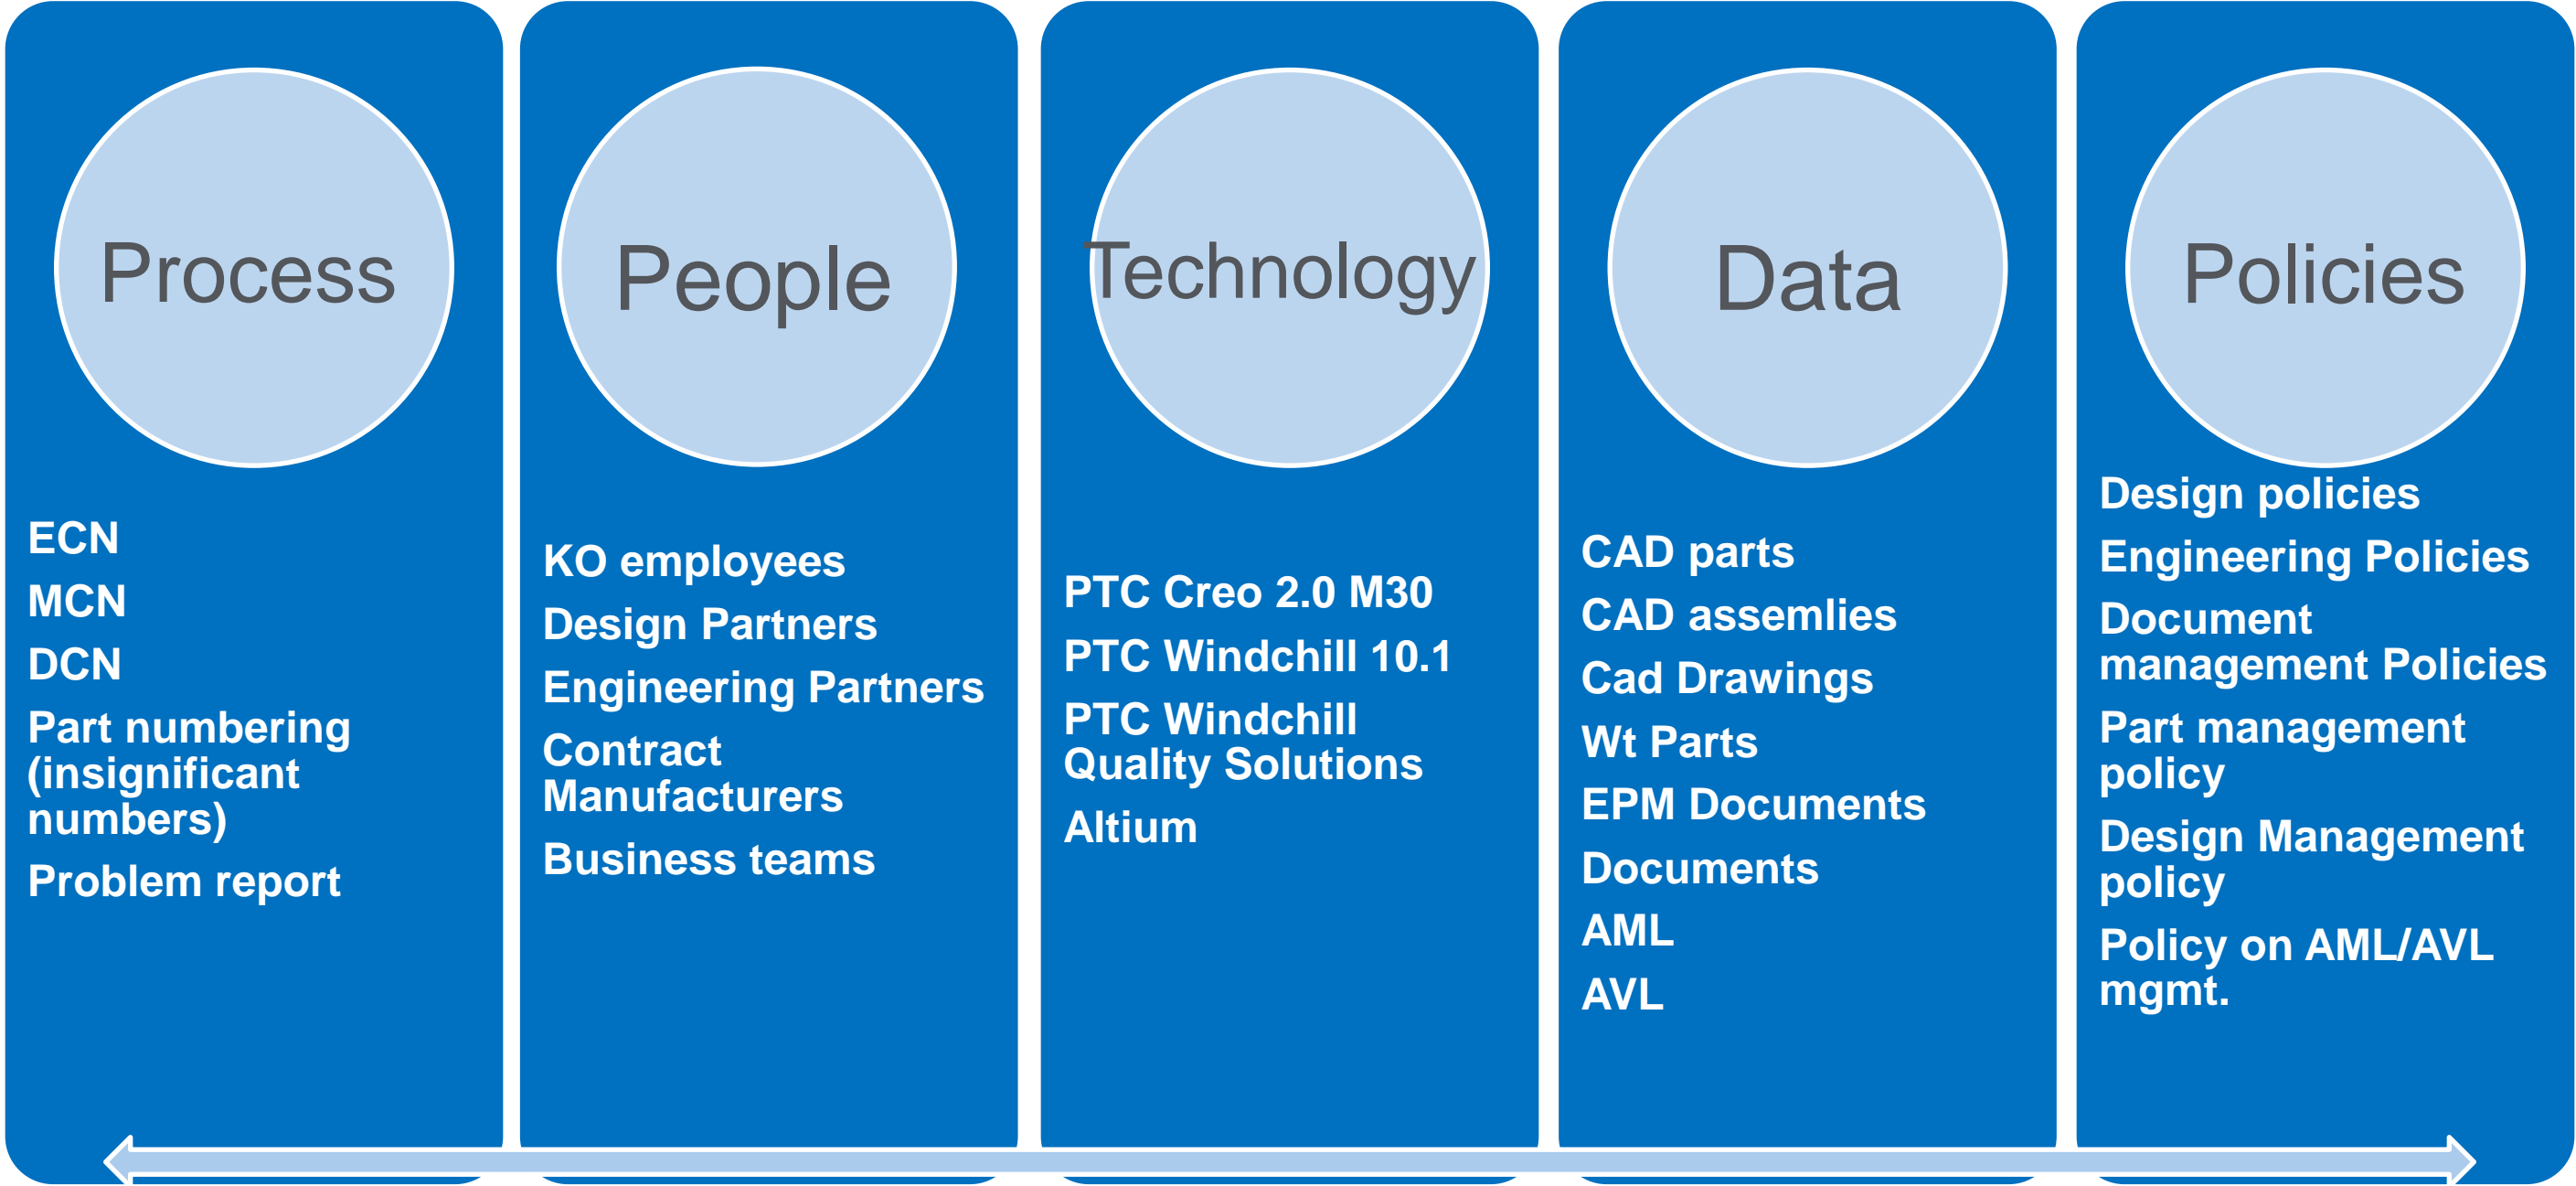 Process
ECN
MCN
DCN
Part numbering
(insignificant
numbers)
Problem report
People
KO employees
Design Partners
Engineering Partners
Contract
Manufacturers
Business teams
Technology
PTC Creo 2.0 M30
PTC Windchill 10.1
PTC Windchill
Quality Solutions
Altium
Data
CAD parts
CAD assemlies
Cad Drawings
Wt Parts
EPM Documents
Documents
AML
AVL
Policies
Design policies
Engineering Policies
Document
management Policies
Part management
policy
Design Management
policy
Policy on AML/AVL
mgmt.